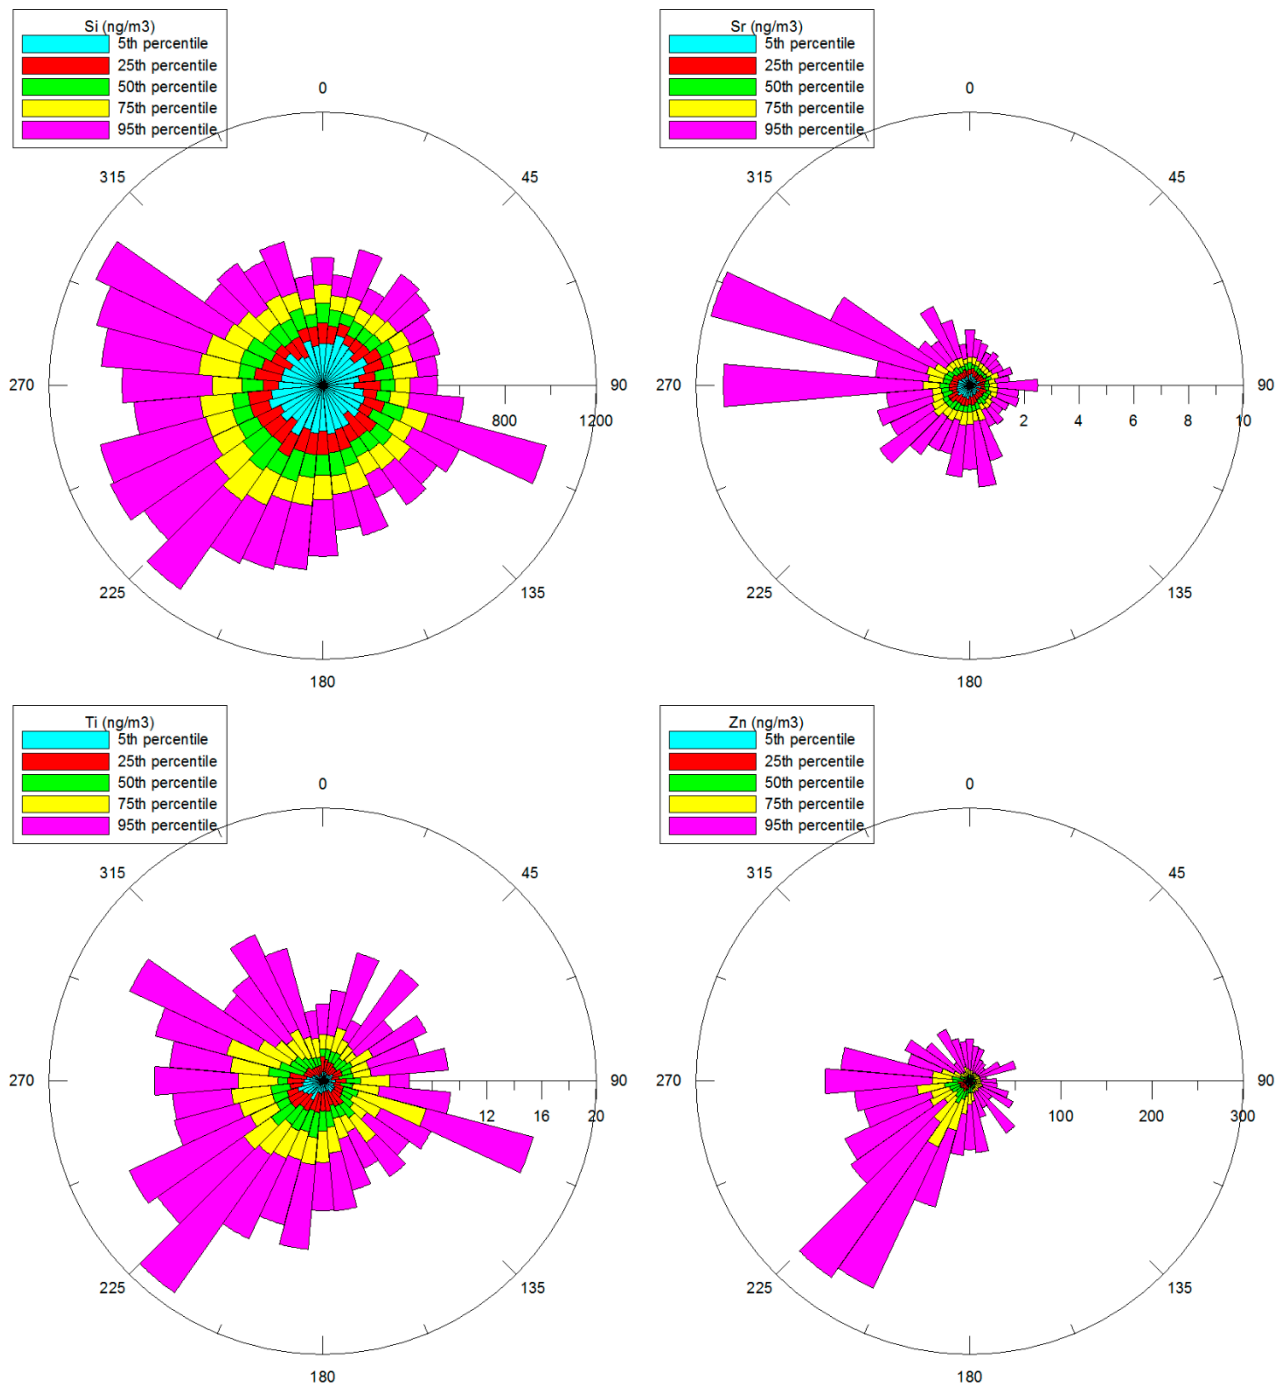 Si (ng/m3)
5th percentile
25th percentile
50th percentile
75th percentile
95th percentile
0
45
90
135
180
225
270
315
800
1200
Sr (ng/m3)
5th percentile
25th percentile
50th percentile
75th percentile
95th percentile
0
45
90
135
180
225
270
315
2
4
6
8
10
Ti (ng/m3)
5th percentile
25th percentile
50th percentile
75th percentile
95th percentile
0
45
90
135
180
225
270
315
12
16
20
Zn (ng/m3)
5th percentile
25th percentile
50th percentile
75th percentile
95th percentile
0
45
90
135
180
225
270
315
100
200
300